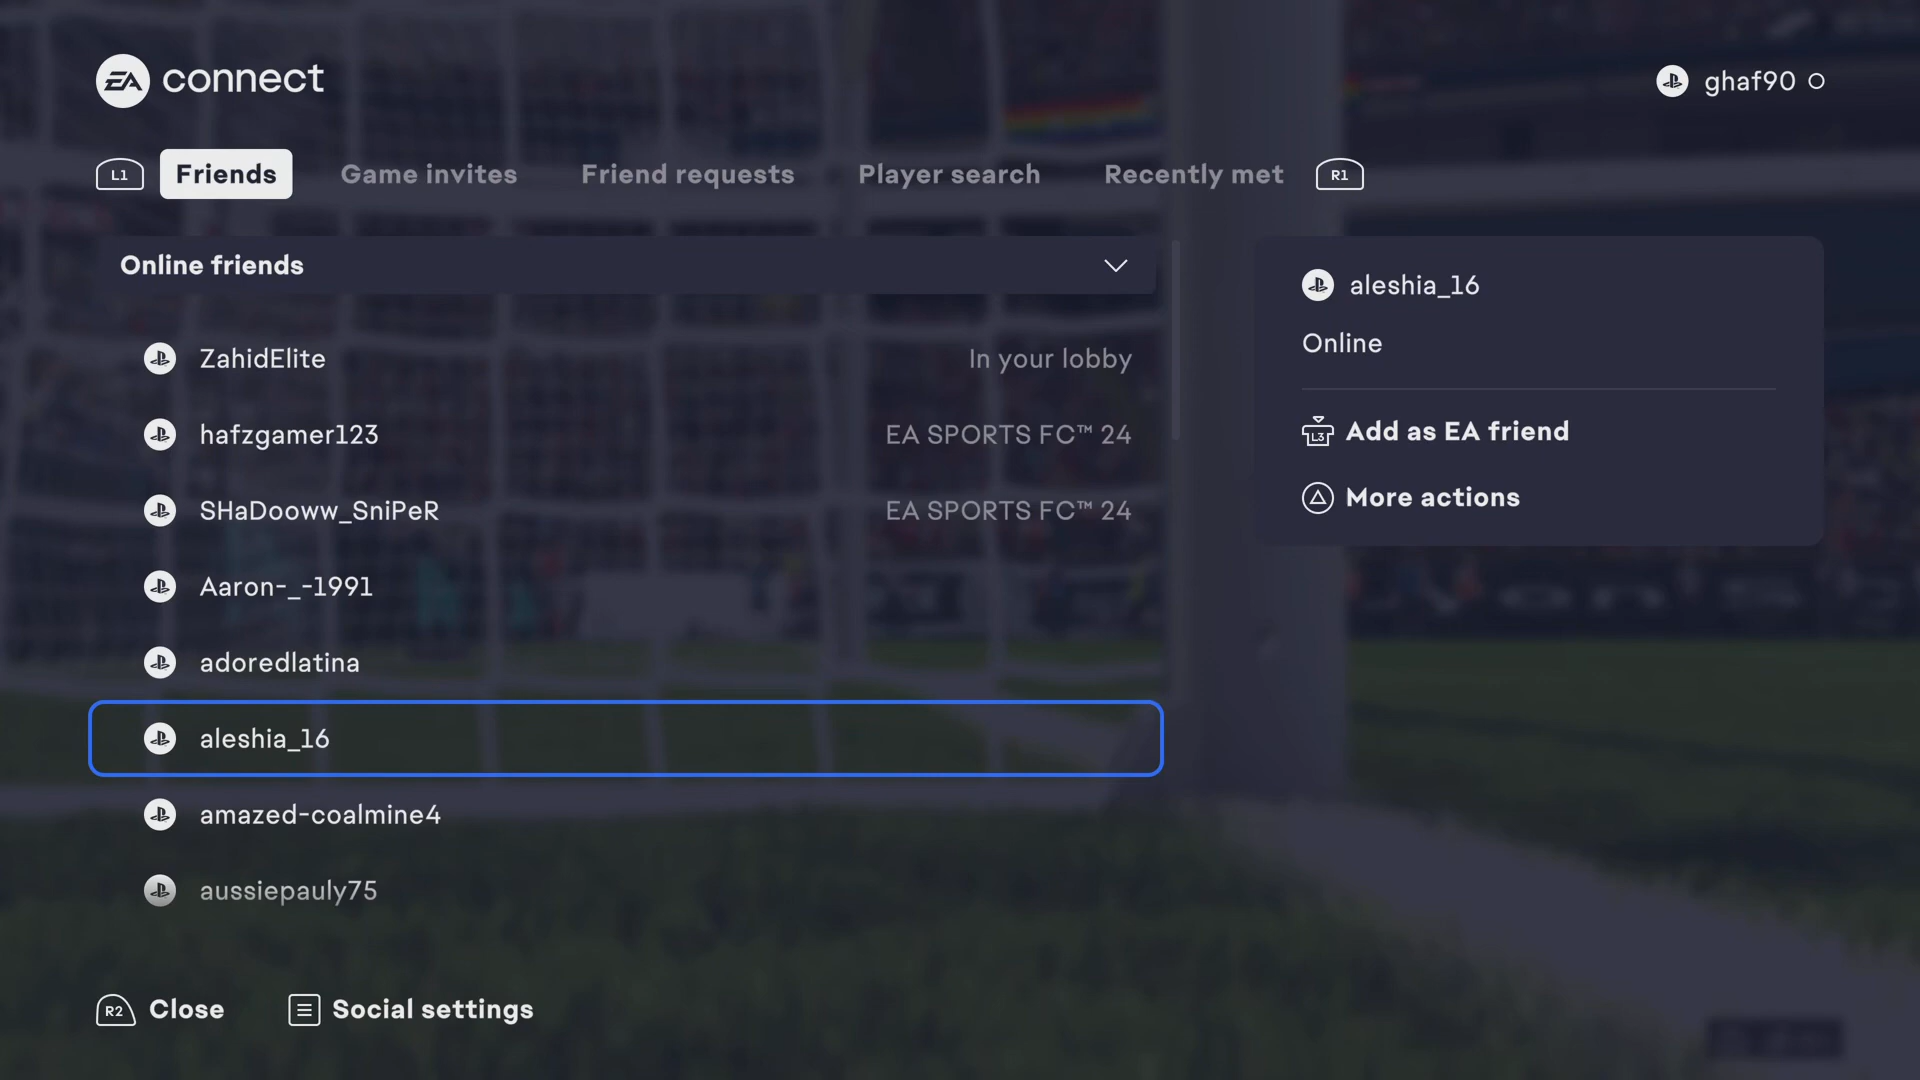 EA connect
ghaf90
L1 Friends Game invites Friend requests Player search Recently met R1
Online friends
ZahidElite In your lobby
hafzgamer123 EA SPORTS FC™ 24
SHaDooww_SniPeR EA SPORTS FC™ 24
Aaron-_-1991
adoredlatina
aleshia_16
amazed-coalmine4
aussiepauly75
aleshia_16
Online
L3 Add as EA friend
More actions
R2 Close Social settings